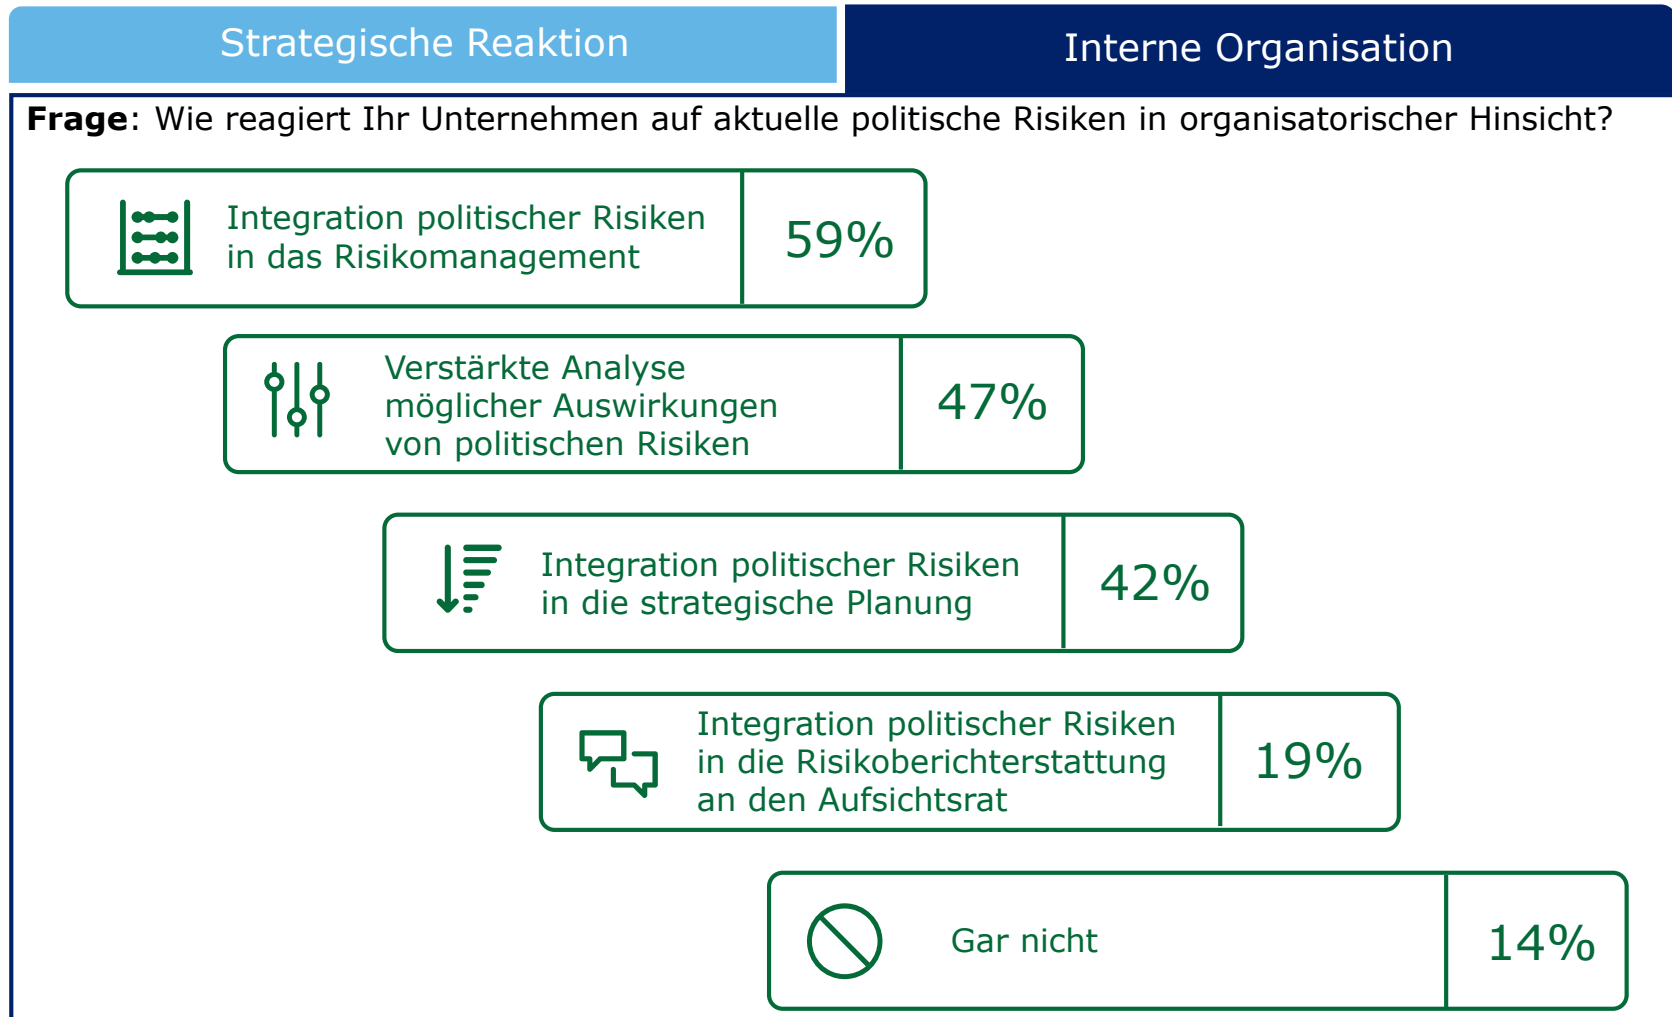 Strategische Reaktion
Interne Organisation
Frage: Wie reagiert Ihr Unternehmen auf aktuelle politische Risiken in organisatorischer Hinsicht?
Integration politischer Risiken
in das Risikomanagement
59%
Verstärkte Analyse
möglicher Auswirkungen
von politischen Risiken
47%
Integration politischer Risiken
in die strategische Planung
42%
Integration politischer Risiken
in die Risikoberichterstattung
an den Aufsichtsrat
19%
Gar nicht
14%